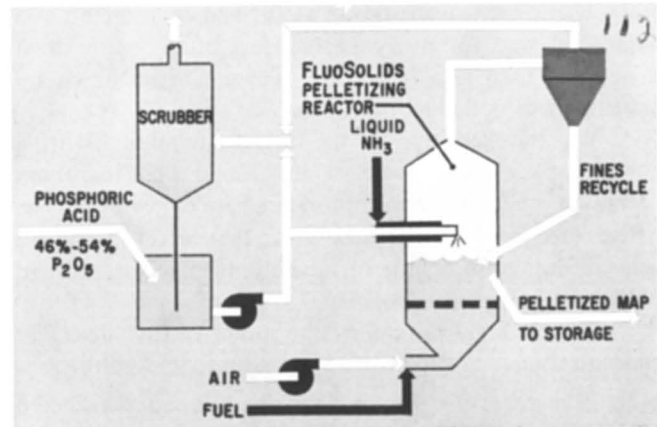 112
FLUOSOLIDS
PELLETIZING
REACTOR
SCRUBBER
LIQUID
NH3
FINES
RECYCLE
PHOSPHORIC
ACID
46%-54%
P2O5
PELLETIZED MAP
TO STORAGE
AIR
FUEL